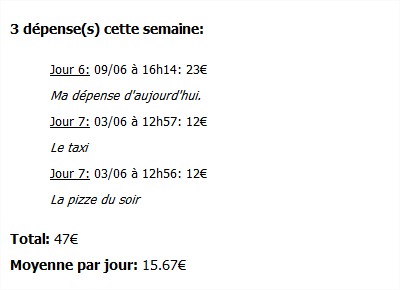 3 dépense(s) cette semaine:
Jour 6: 09/06 à 16h14: 23€
Ma dépense d'aujourd'hui.
Jour 7: 03/06 à 12h57: 12€
Le taxi
Jour 7: 03/06 à 12h56: 12€
La pizze du soir
Total: 47€
Moyenne par jour: 15.67€